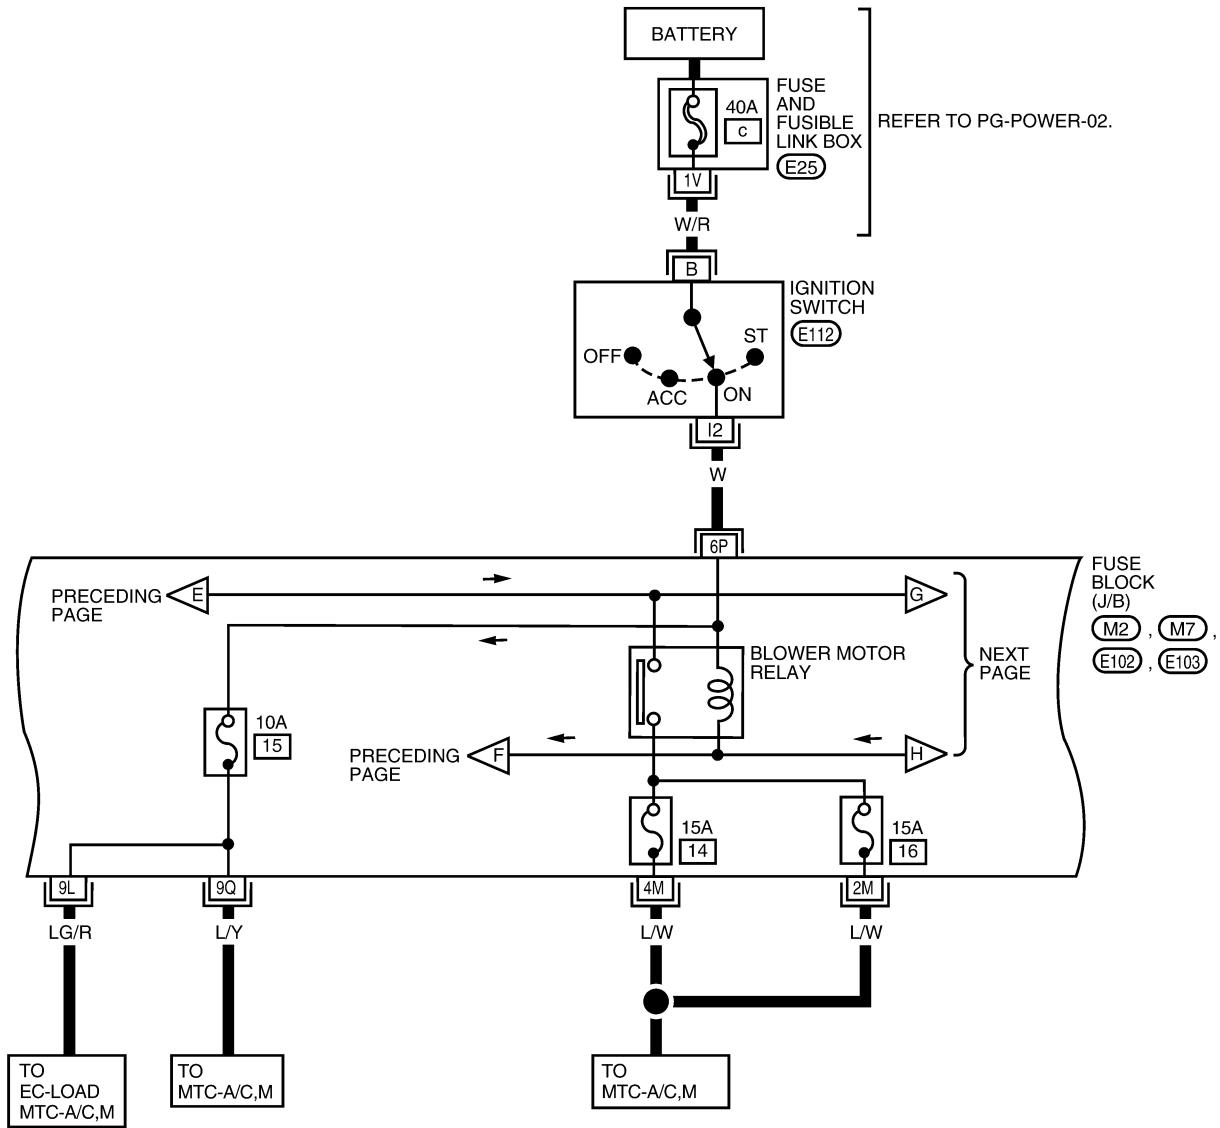 BATTERY
40A
c
FUSE
AND
FUSIBLE
LINK BOX
E25
REFER TO PG-POWER-02.
1V
W/R
B
IGNITION
SWITCH
E112
OFF
ACC
ON
ST
I2
W
6P
FUSE
BLOCK
(J/B)
M2 , M7 ,
E102 , E103
PRECEDING
PAGE
E
G
NEXT
PAGE
BLOWER MOTOR
RELAY
10A
15
PRECEDING
PAGE
F
H
15A
14
15A
16
9L
9Q
4M
2M
LG/R
L/Y
L/W
L/W
TO
EC-LOAD
MTC-A/C,M
TO
MTC-A/C,M
TO
MTC-A/C,M